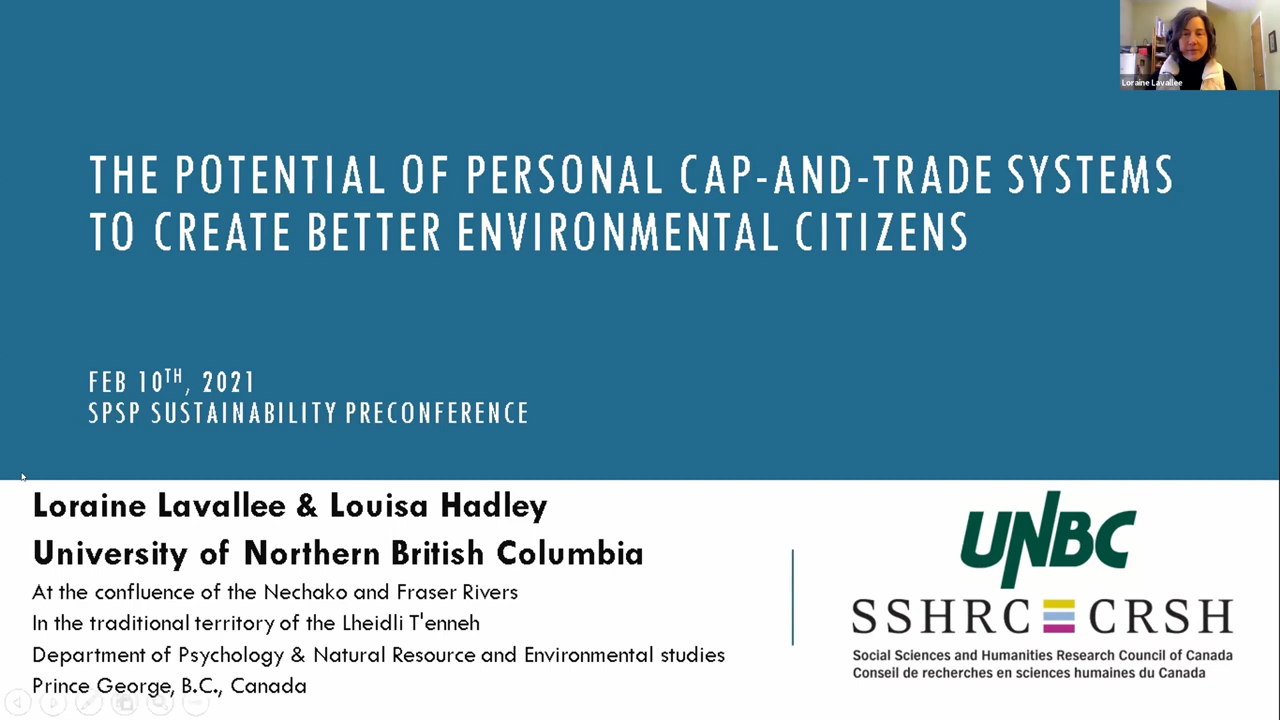 Loraine Lavallee
THE POTENTIAL OF PERSONAL CAP-AND-TRADE SYSTEMS
TO CREATE BETTER ENVIRONMENTAL CITIZENS
FEB 10TH, 2021
SPSP SUSTAINABILITY PRECONFERENCE
Loraine Lavallee & Louisa Hadley
University of Northern British Columbia
At the confluence of the Nechako and Fraser Rivers
In the traditional territory of the Lheidli T'enneh
Department of Psychology & Natural Resource and Environmental studies
Prince George, B.C., Canada
UNBC
SSHRC CRSH
Social Sciences and Humanities Research Council of Canada
Conseil de recherches en sciences humaines du Canada